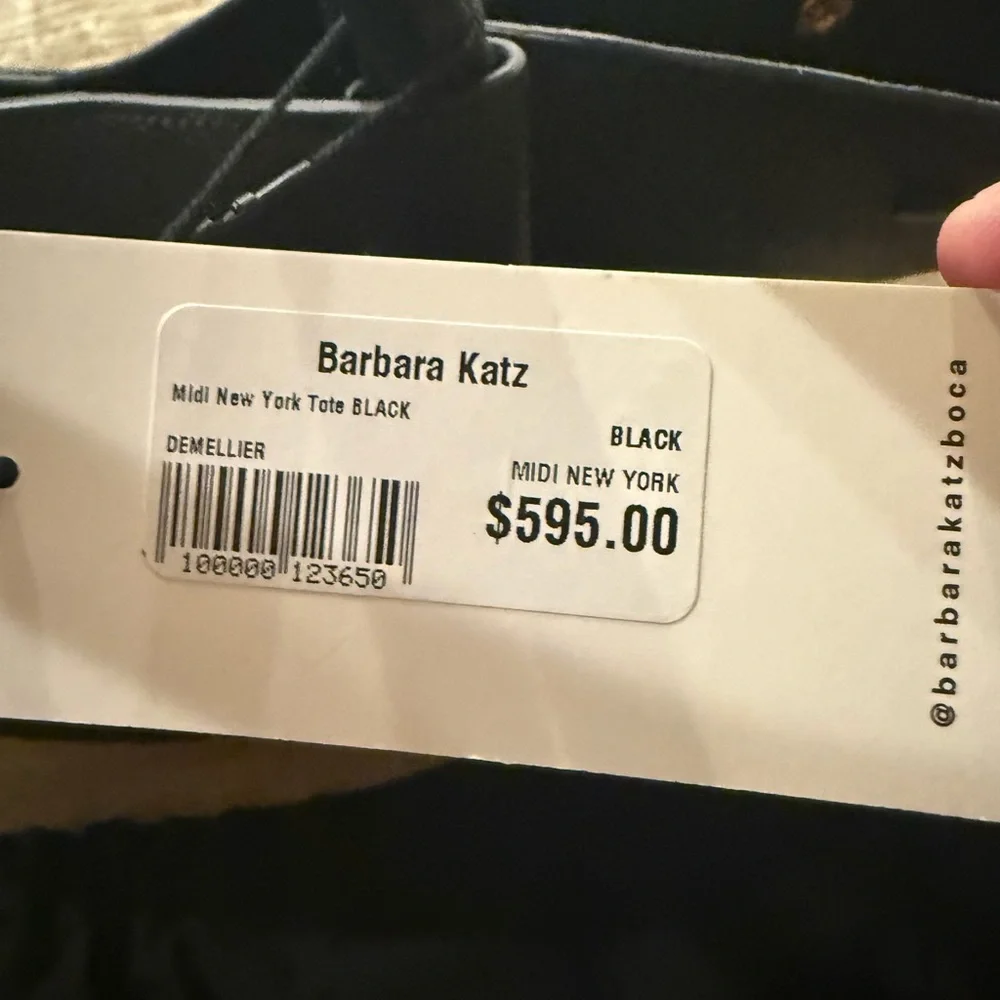 Barbara Katz
Midi New York Tote BLACK
BLACK
DEMELLIER
MIDI NEW YORK
$595.00
100000 123650
@barbarakatzboca